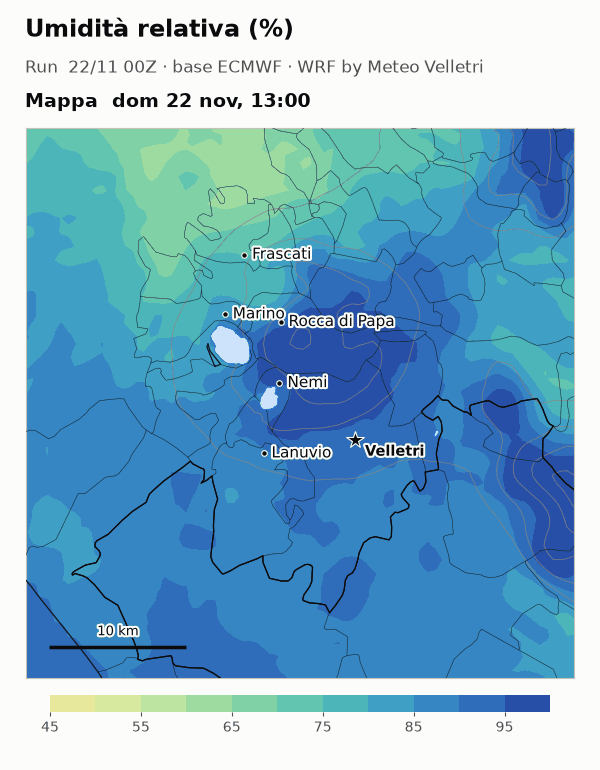 Umidità relativa (%)
Run 22/11 00Z · base ECMWF · WRF by Meteo Velletri
Mappa dom 22 nov, 13:00
Frascati
Marino
Rocca di Papa
Nemi
Velletri
Lanuvio
10 km
45 55 65 75 85 95